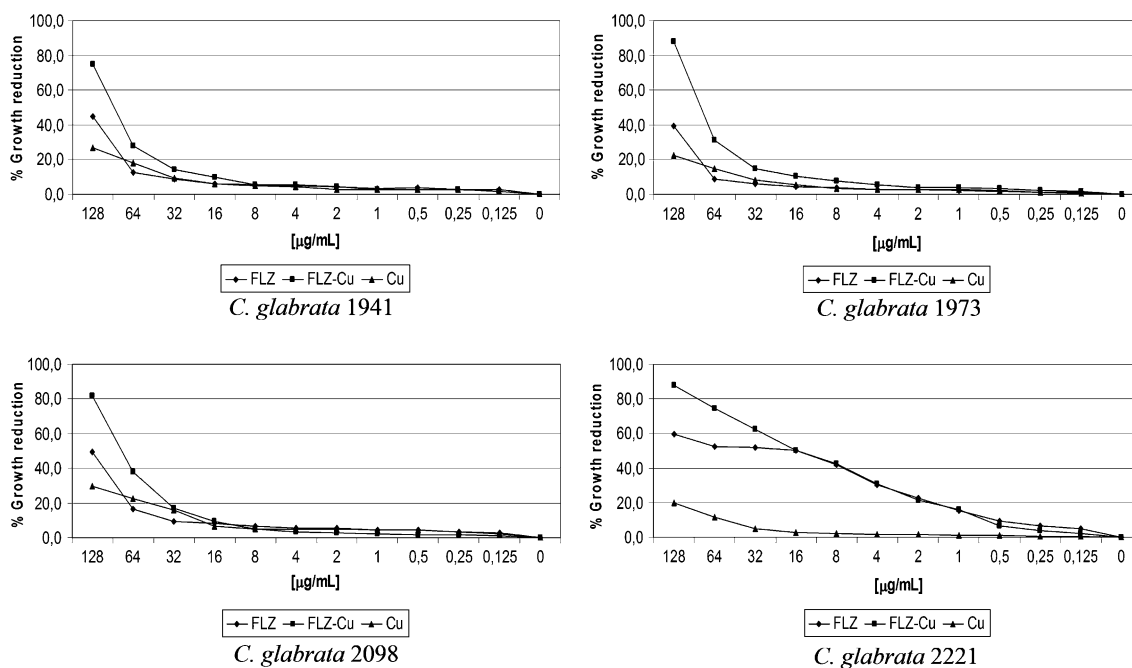 % Growth reduction
100,0
80,0
60,0
40,0
20,0
0,0
128 64 32 16 8 4 2 1 0,5 0,25 0,125 0
[µg/mL]
FLZ FLZ-Cu Cu
C. glabrata 1941
% Growth reduction
100,0
80,0
60,0
40,0
20,0
0,0
128 64 32 16 8 4 2 1 0,5 0,25 0,125 0
[µg/mL]
FLZ FLZ-Cu Cu
C. glabrata 1973
% Growth reduction
100,0
80,0
60,0
40,0
20,0
0,0
128 64 32 16 8 4 2 1 0,5 0,25 0,125 0
[µg/mL]
FLZ FLZ-Cu Cu
C. glabrata 2098
% Growth reduction
100,0
80,0
60,0
40,0
20,0
0,0
128 64 32 16 8 4 2 1 0,5 0,25 0,125 0
[µg/mL]
FLZ FLZ-Cu Cu
C. glabrata 2221